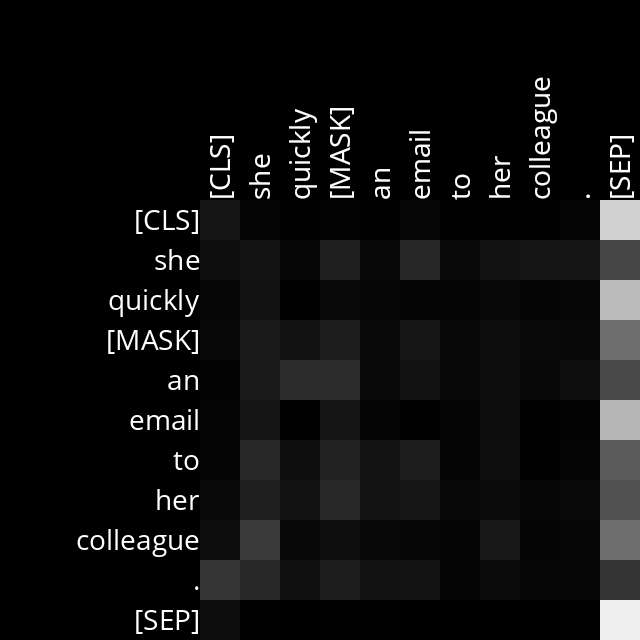 [CLS] she quickly [MASK] an email to her colleague . [SEP]
[CLS]
she
quickly
[MASK]
an
email
to
her
colleague
.
[SEP]